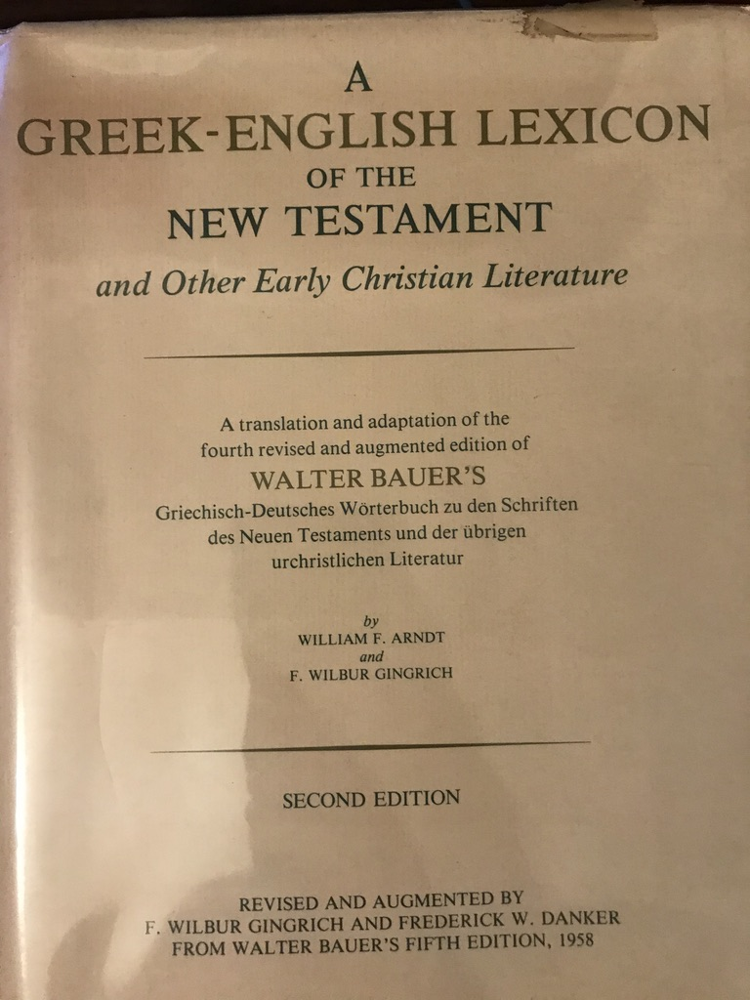 A
GREEK-ENGLISH LEXICON
OF THE
NEW TESTAMENT
and Other Early Christian Literature
A translation and adaptation of the
fourth revised and augmented edition of
WALTER BAUER'S
Griechisch-Deutsches Wörterbuch zu den Schriften
des Neuen Testaments und der übrigen
urchristlichen Literatur
by
WILLIAM F. ARNDT
and
F. WILBUR GINGRICH
SECOND EDITION
REVISED AND AUGMENTED BY
F. WILBUR GINGRICH AND FREDERICK W. DANKER
FROM WALTER BAUER'S FIFTH EDITION, 1958